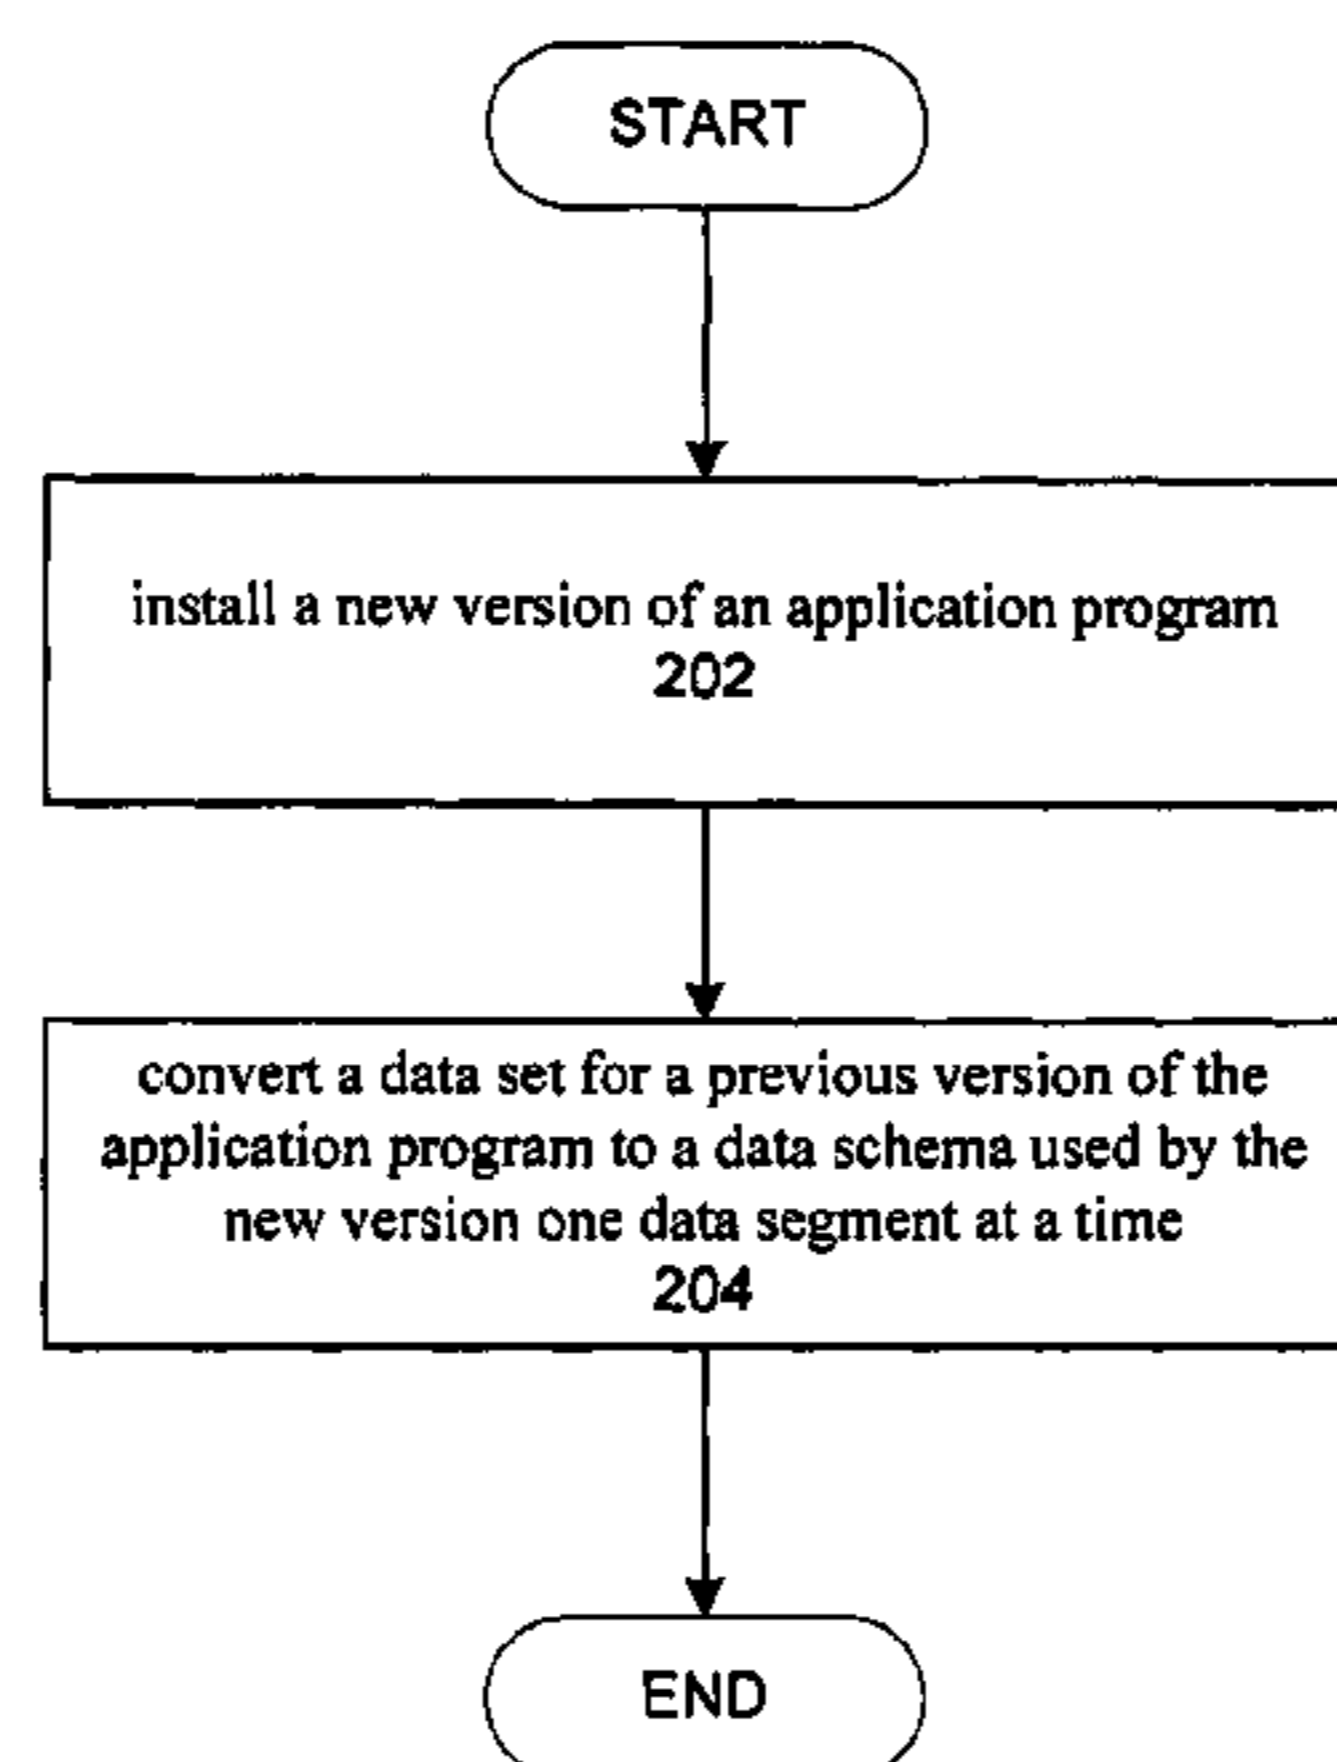 START
install a new version of an application program
202
convert a data set for a previous version of the
application program to a data schema used by the
new version one data segment at a time
204
END